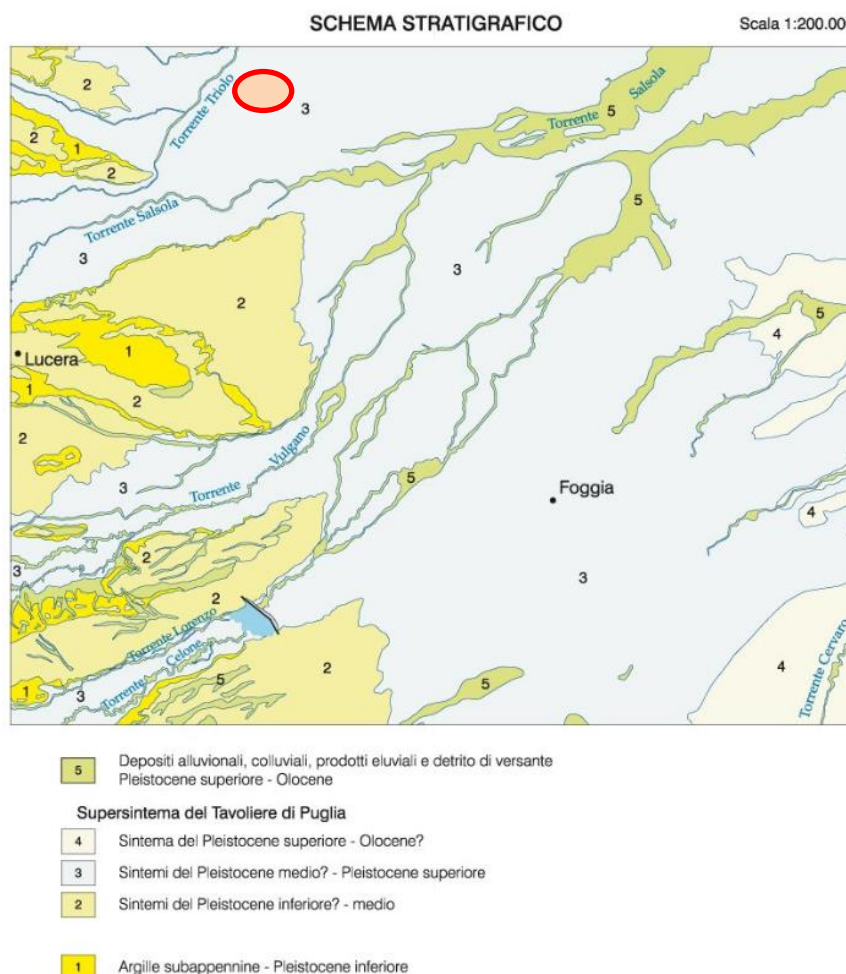 SCHEMA STRATIGRAFICO
Scala 1:200.00
2
Torrente Triolo
3
5
Torrente Salsola
2
1
2
5
Torrente Salsola
3
3
2
5
4
Lucera
1
1
2
2
Torrente Vulgano
5
Foggia
3
4
2
3
3
2
Torrente Lorenzo
Torrente Celone
2
4
Torrente Cervaro
1
3
5
5
5 Depositi alluvionali, colluviali, prodotti eluviali e detrito di versante
Pleistocene superiore - Olocene
Supersintema del Tavoliere di Puglia
4 Sintema del Pleistocene superiore - Olocene?
3 Sintemi del Pleistocene medio? - Pleistocene superiore
2 Sintemi del Pleistocene inferiore? - medio
1 Argille subappennine - Pleistocene inferiore